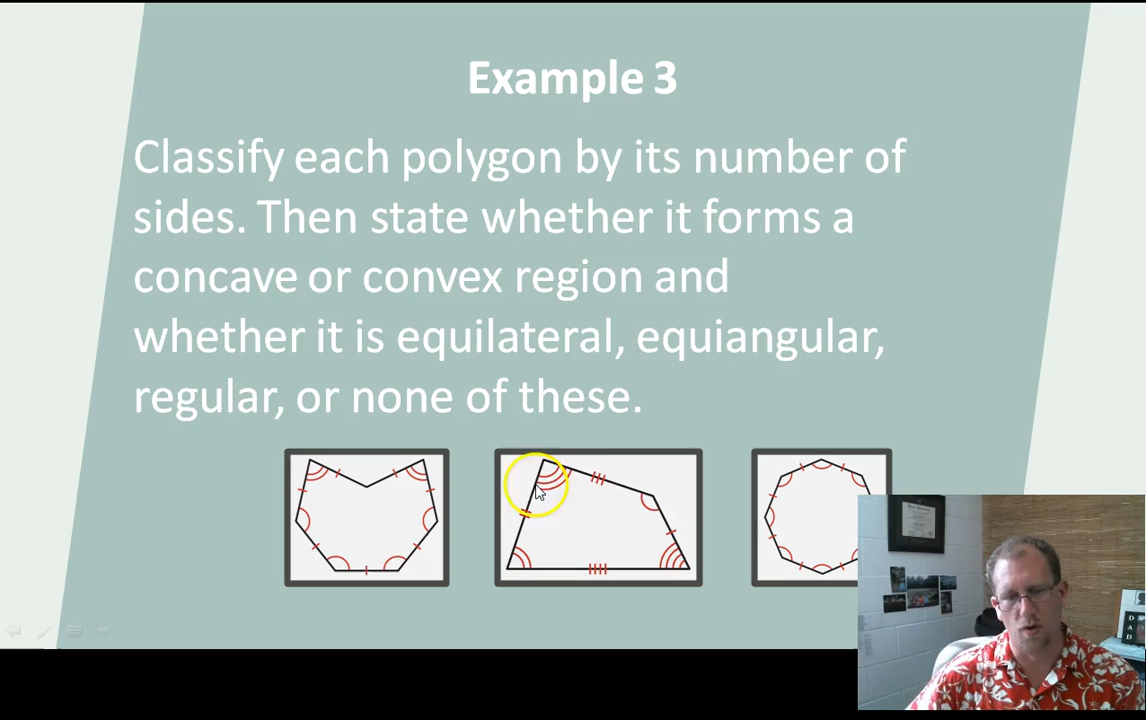 Example 3
Classify each polygon by its number of
sides. Then state whether it forms a
concave or convex region and
whether it is equilateral, equiangular,
regular, or none of these.
DAD